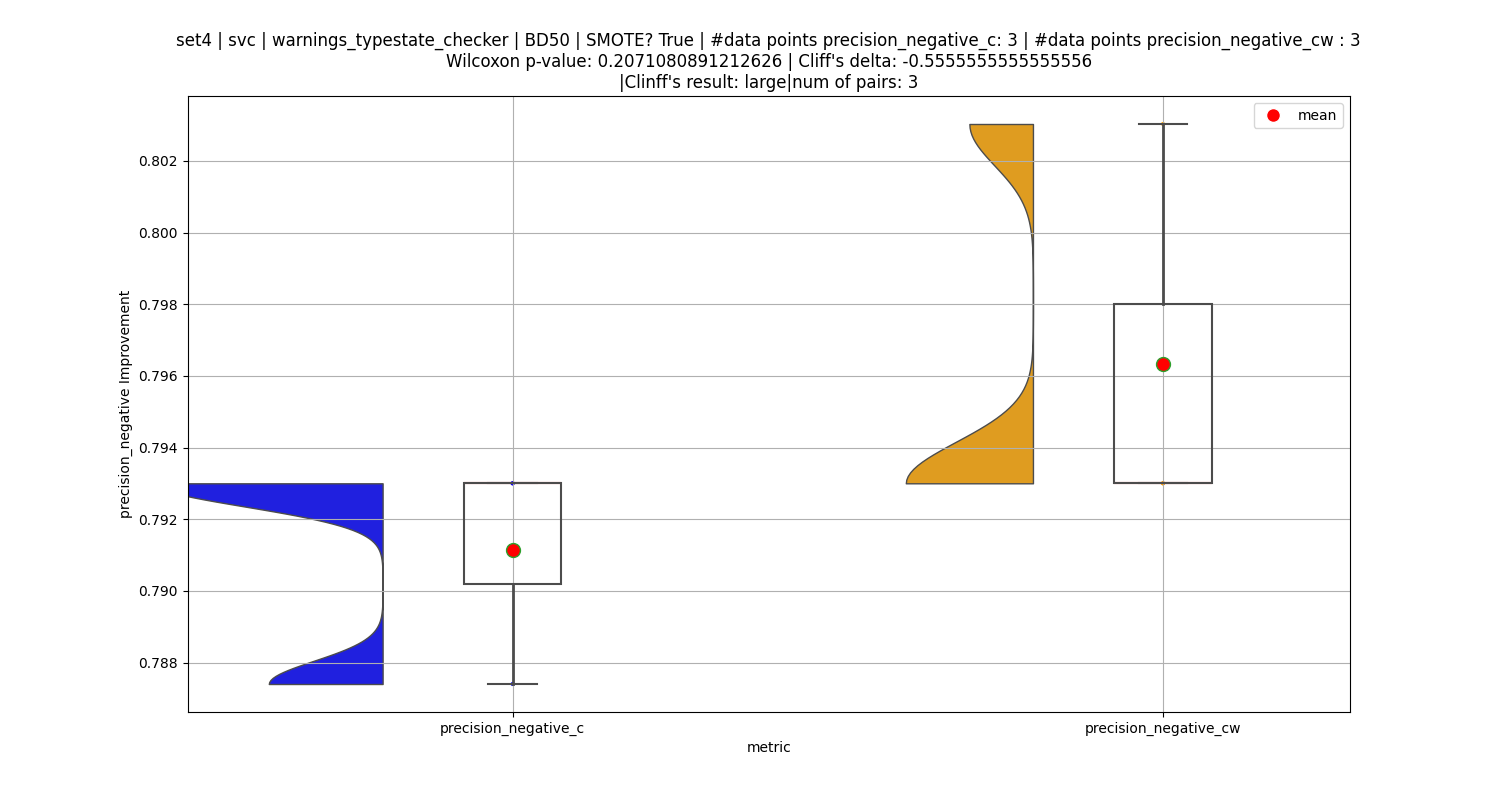 set4 | svc | warnings_typestate_checker | BD50 | SMOTE? True | #data points precision_negative_c: 3 | #data points precision_negative_cw : 3
Wilcoxon p-value: 0.2071080891212626 | Cliff's delta: -0.5555555555555556
|Clinff's result: large|num of pairs: 3
mean
precision_negative Improvement
0.802
0.800
0.798
0.796
0.794
0.792
0.790
0.788
precision_negative_c
precision_negative_cw
metric